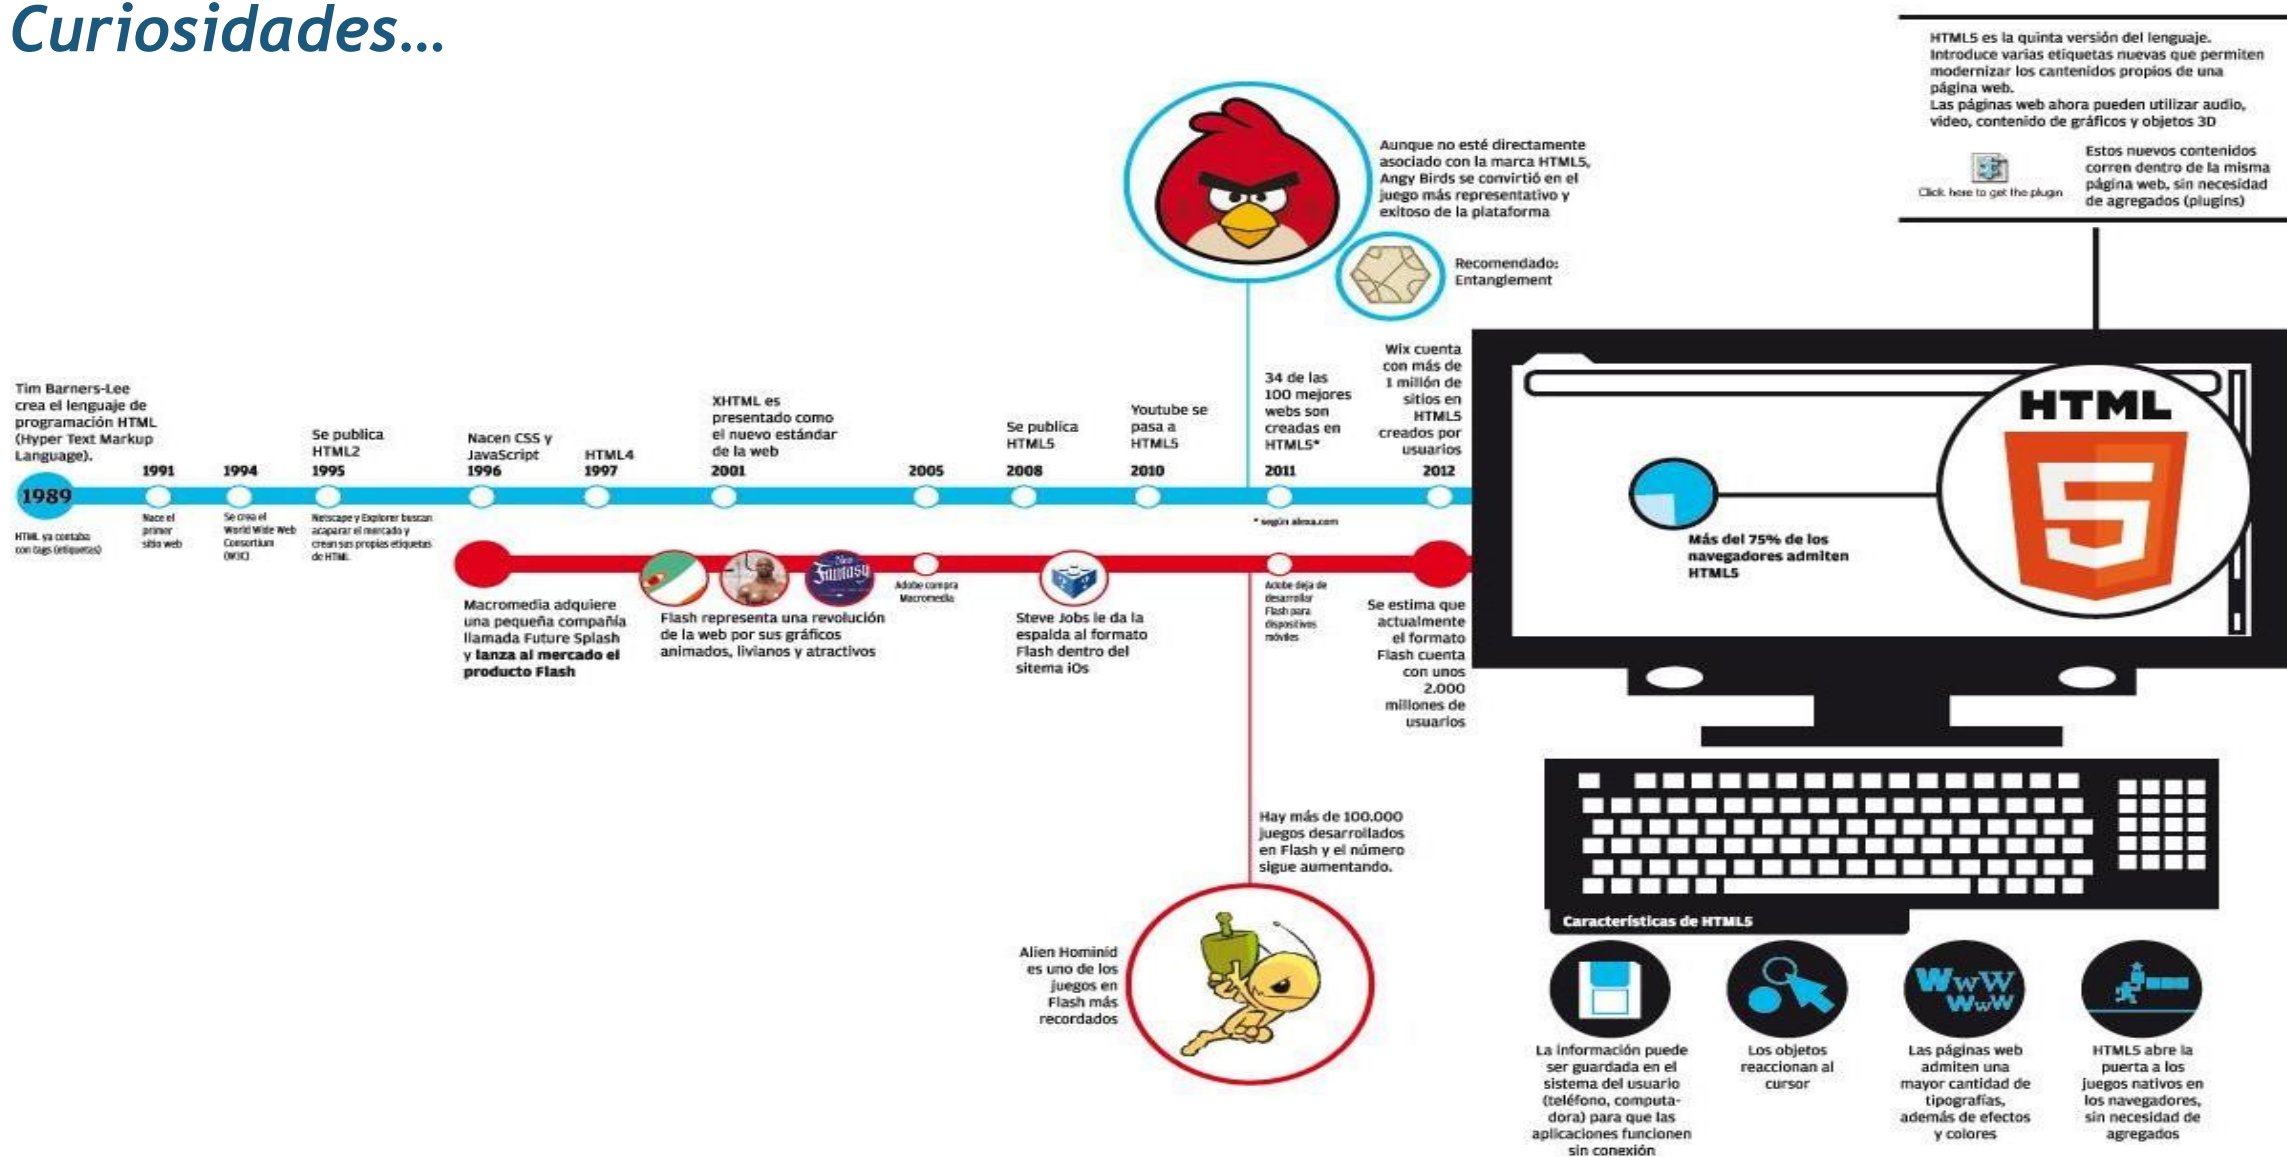 Curiosidades...
HTML5 es la quinta versión del lenguaje.
Introduce varias etiquetas nuevas que permiten
modernizar los cantenidos propios de una
página web.
Las páginas web ahora pueden utilizar audio,
video, contenido de gráficos y objetos 3D
Click here to get the plugin
Estos nuevos contenidos
corren dentro de la misma
página web, sin necesidad
de agregados (plugins)
Aunque no esté directamente
asociado con la marca HTML5,
Angy Birds se convirtió en el
juego más representativo y
exitoso de la plataforma
Recomendado:
Entanglement
Tim Barners-Lee
crea el lenguaje de
programación HTML
(Hyper Text Markup
Language).
1989
HTML ya contaba
con tags (etiquetas)
1991
Nace el
primer
sitio web
1994
Se crea el
World Wide Web
Consortium
(W3C)
Se publica
HTML2
1995
Netscape y Explorer buscan
acaparar el mercado y
crean sus propias etiquetas
de HTML
Nacen CSS y
JavaScript
1996
HTML4
1997
XHTML es
presentado como
el nuevo estándar
de la web
2001
2005
Se publica
HTML5
2008
Youtube se
pasa a
HTML5
2010
34 de las
100 mejores
webs son
creadas en
HTML5*
2011
* según alexa.com
Wix cuenta
con más de
1 millón de
sitios en
HTML5
creados por
usuarios
2012
Macromedia adquiere
una pequeña compañía
llamada Future Splash
y lanza al mercado el
producto Flash
Fantasy
Flash representa una revolución
de la web por sus gráficos
animados, livianos y atractivos
Adobe compra
Macromedia
Steve Jobs le da la
espalda al formato
Flash dentro del
sitema iOs
Adobe deja de
desarrollar
Flash para
dispositivos
móviles
Se estima que
actualmente
el formato
Flash cuenta
con unos
2.000
millones de
usuarios
Hay más de 100.000
juegos desarrollados
en Flash y el número
sigue aumentando.
Alien Hominid
es uno de los
juegos en
Flash más
recordados
HTML
5
Más del 75% de los
navegadores admiten
HTML5
Características de HTML5
La información puede
ser guardada en el
sistema del usuario
(teléfono, computa-
dora) para que las
aplicaciones funcionen
sin conexión
Los objetos
reaccionan al
cursor
WwW
WwW
Las páginas web
admiten una
mayor cantidad de
tipografías,
además de efectos
y colores
HTML5 abre la
puerta a los
juegos nativos en
los navegadores,
sin necesidad de
agregados